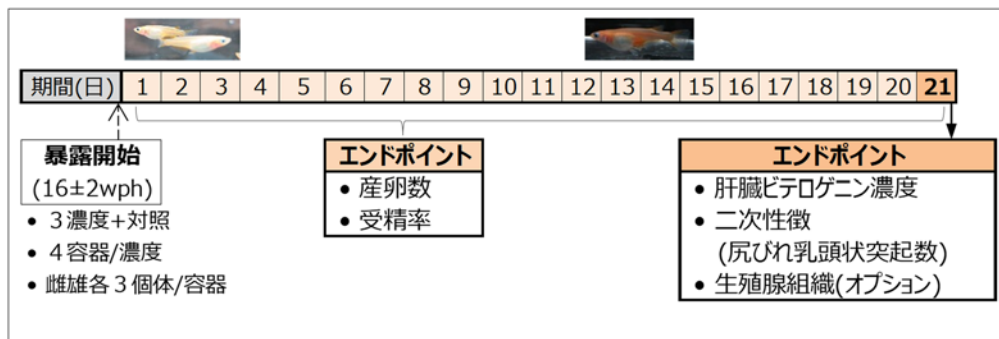 期間(日) 1 2 3 4 5 6 7 8 9 10 11 12 13 14 15 16 17 18 19 20 21
暴露開始
(16±2wph)
• 3濃度+対照
• 4容器/濃度
• 雌雄各3個体/容器
エンドポイント
• 産卵数
• 受精率
エンドポイント
• 肝臓ビテロゲニン濃度
• 二次性徴
(尻びれ乳頭状突起数)
• 生殖腺組織(オプション)